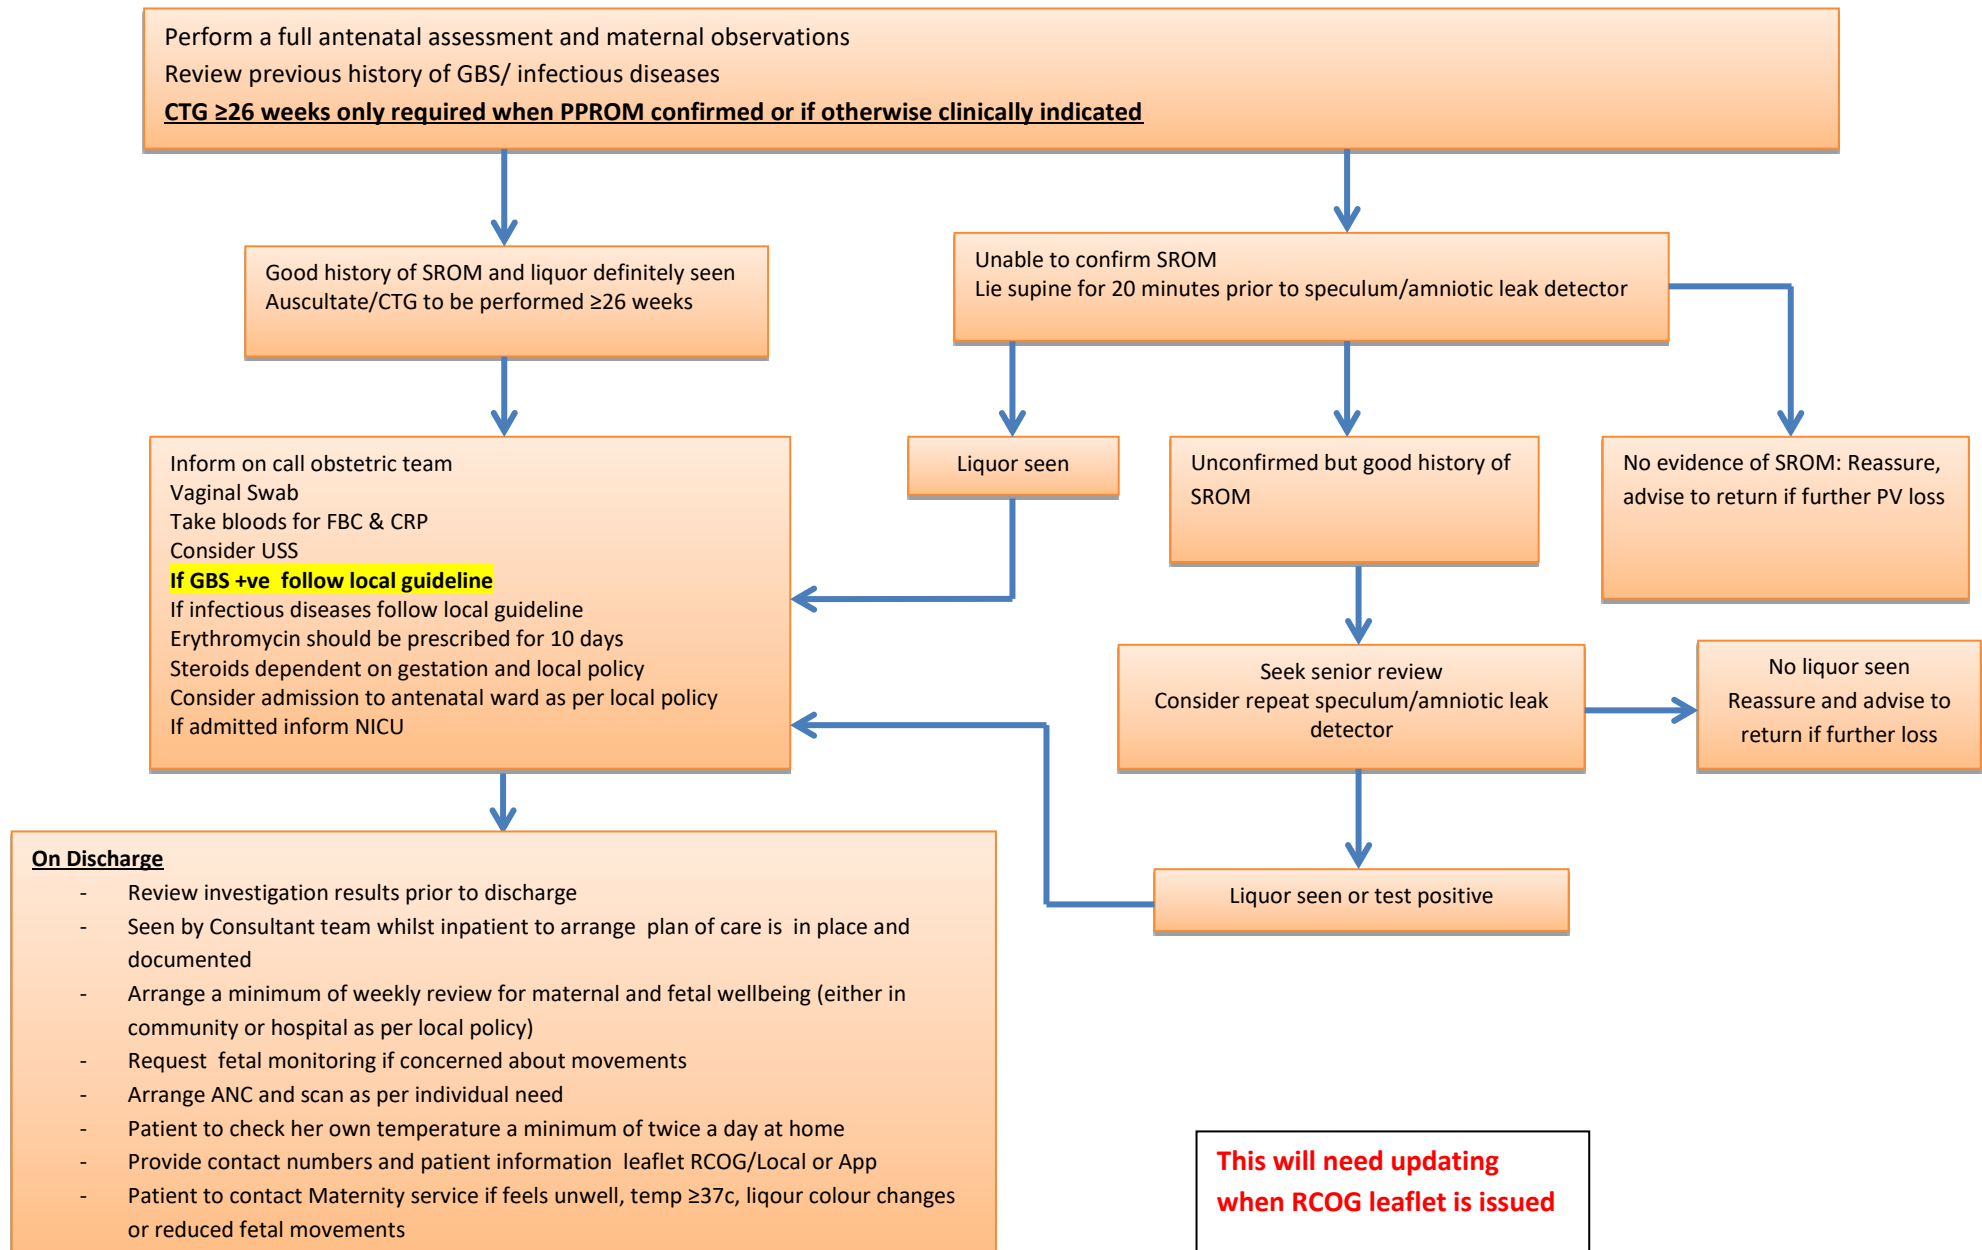 Perform a full antenatal assessment and maternal observations
Review previous history of GBS/ infectious diseases
CTG ≥26 weeks only required when PPROM confirmed or if otherwise clinically indicated
Good history of SROM and liquor definitely seen
Auscultate/CTG to be performed ≥26 weeks
Unable to confirm SROM
Lie supine for 20 minutes prior to speculum/amniotic leak detector
Inform on call obstetric team
Vaginal Swab
Take bloods for FBC & CRP
Consider USS
If GBS +ve  follow local guideline
If infectious diseases follow local guideline
Erythromycin should be prescribed for 10 days
Steroids dependent on gestation and local policy
Consider admission to antenatal ward as per local policy
If admitted inform NICU
Liquor seen
Unconfirmed but good history of
SROM
No evidence of SROM: Reassure,
advise to return if further PV loss
Seek senior review
Consider repeat speculum/amniotic leak
detector
No liquor seen
Reassure and advise to
return if further loss
Liquor seen or test positive
On Discharge
- Review investigation results prior to discharge
- Seen by Consultant team whilst inpatient to arrange  plan of care is  in place and
documented
- Arrange a minimum of weekly review for maternal and fetal wellbeing (either in
community or hospital as per local policy)
- Request  fetal monitoring if concerned about movements
- Arrange ANC and scan as per individual need
- Patient to check her own temperature a minimum of twice a day at home
- Provide contact numbers and patient information  leaflet RCOG/Local or App
- Patient to contact Maternity service if feels unwell, temp ≥37c, liqour colour changes
or reduced fetal movements
This will need updating
when RCOG leaflet is issued